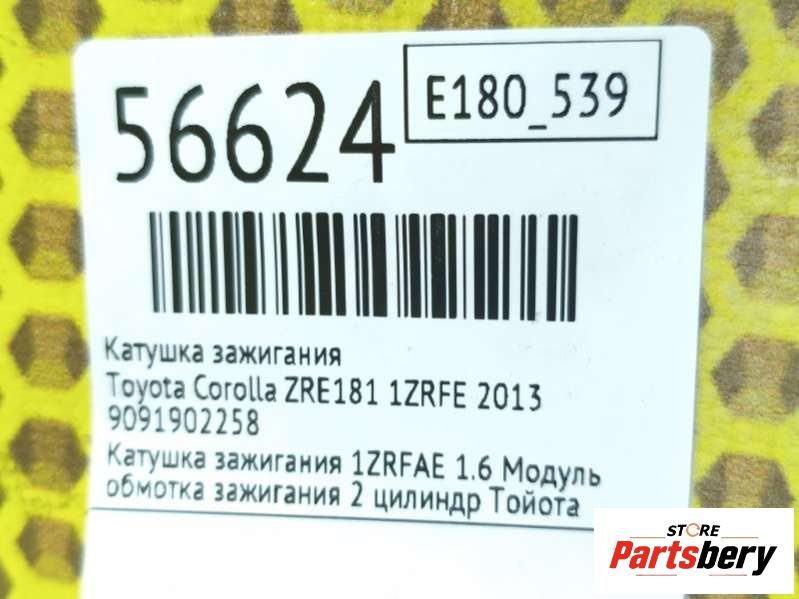 56624
E180_539
Катушка зажигания
Toyota Corolla ZRE181 1ZRFE 2013
9091902258
Катушка зажигания 1ZRFAE 1.6 Модуль
обмотка зажигания 2 цилиндр Тойота
STORE
Partsbery